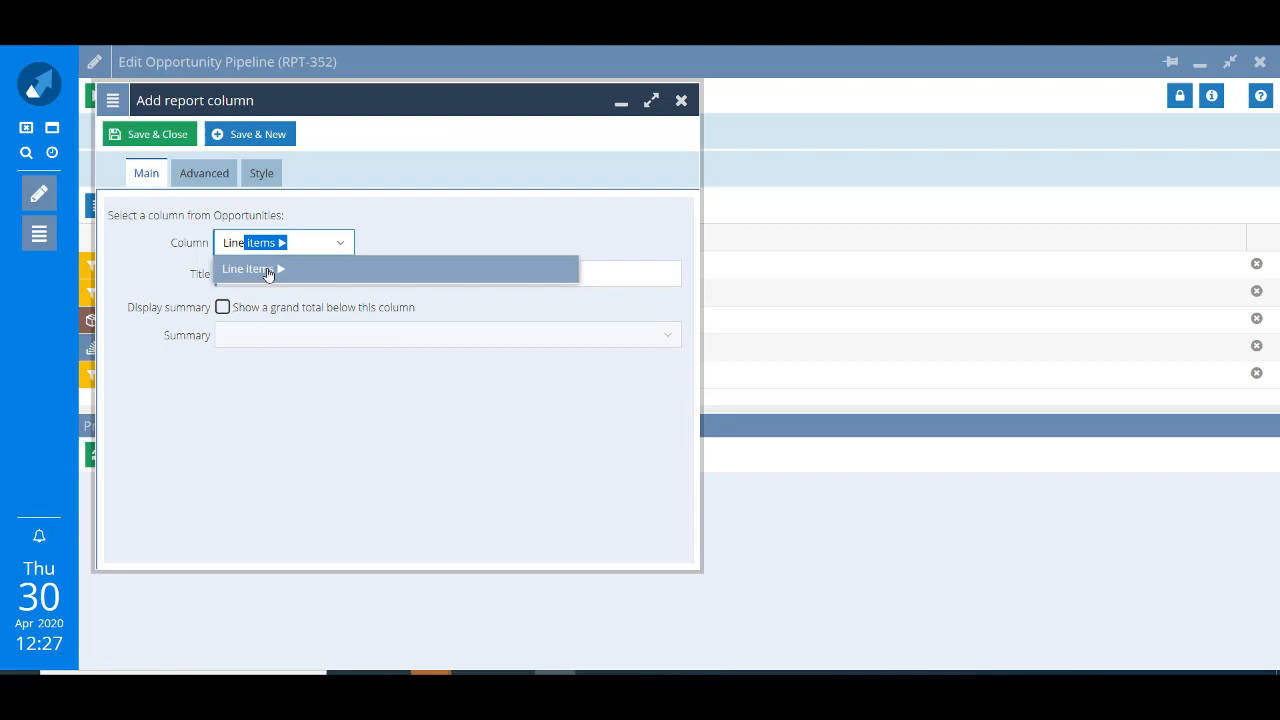 Edit Opportunity Pipeline (RPT-352)
Add report column
Save & Close
Save & New
Main
Advanced
Style
Select a column from Opportunities:
Column
Line items ▶
Line items ▶
Title
Display summary
Show a grand total below this column
Summary
Thu
30
Apr 2020
12:27